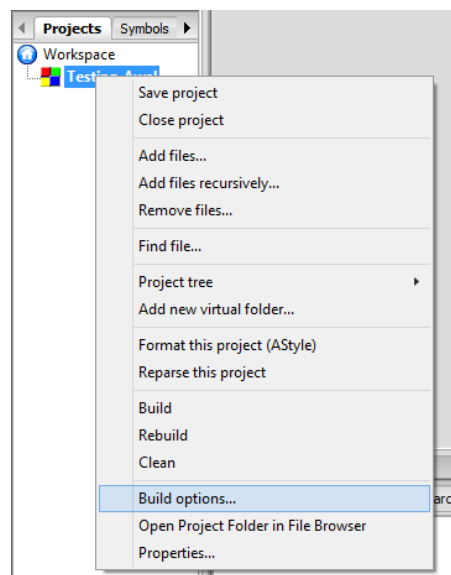 Projects Symbols
Workspace
Testing Awal
Save project
Close project
Add files...
Add files recursively...
Remove files...
Find file...
Project tree
Add new virtual folder...
Format this project (AStyle)
Reparse this project
Build
Rebuild
Clean
Build options...
Open Project Folder in File Browser
Properties...